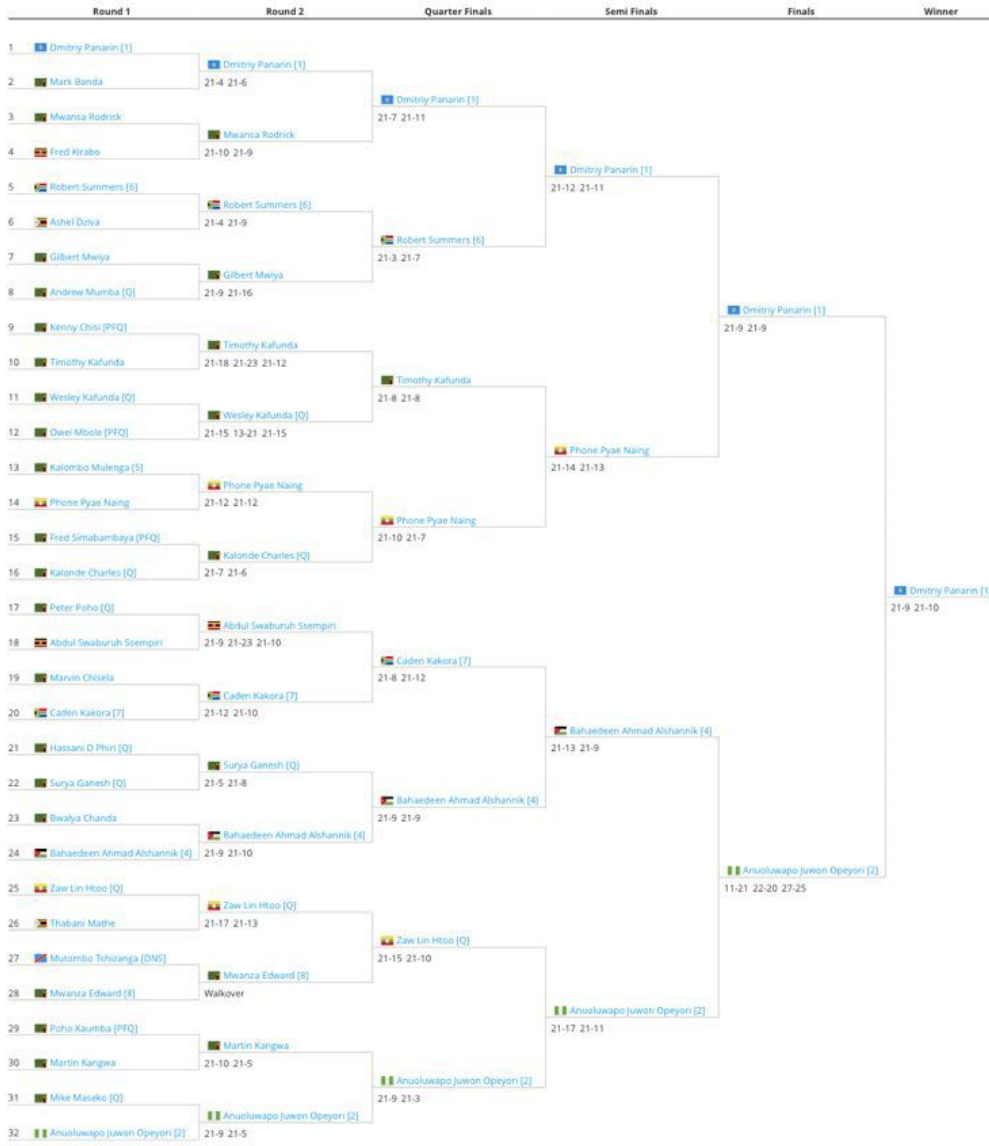 Round 1 Round 2 Quarter Finals Semi Finals Finals Winner
1 Dmitriy Panarin [1]
Dmitriy Panarin [1]
2 Mark Banda 21-4 21-6
Dmitriy Panarin [1]
3 Mwansa Rodrick 21-7 21-11
Mwansa Rodrick
4 Fred Kirabo 21-10 21-9
Dmitriy Panarin [1]
5 Robert Summers [6] 21-12 21-11
Robert Summers [6]
6 Ashel Dziva 21-4 21-9
Robert Summers [6]
7 Gilbert Mwiya 21-3 21-7
Gilbert Mwiya
8 Andrew Mumba [Q] 21-9 21-16
Dmitriy Panarin [1]
9 Kenny Chisi [PFQ] 21-9 21-9
Timothy Kafunda
10 Timothy Kafunda 21-18 21-23 21-12
Timothy Kafunda
11 Wesley Kafunda [Q] 21-8 21-8
Wesley Kafunda [Q]
12 Owei Mbole [PFQ] 21-15 13-21 21-15
Phone Pyae Naing
13 Kalombo Mulenga [5] 21-14 21-13
Phone Pyae Naing
14 Phone Pyae Naing 21-12 21-12
Phone Pyae Naing
15 Fred Simabambaya [PFQ] 21-10 21-7
Kalonde Charles [Q]
16 Kalonde Charles [Q] 21-7 21-6
Dmitriy Panarin [1
17 Peter Poho [Q] 21-9 21-10
Abdul Swaburuh Ssempiri
18 Abdul Swaburuh Ssempiri 21-9 21-23 21-10
Caden Kakora [7]
19 Marvin Chisela 21-8 21-12
Caden Kakora [7]
20 Caden Kakora [7] 21-12 21-10
Bahaedeen Ahmad Alshannik [4]
21 Hassani D Phiri [Q] 21-13 21-9
Surya Ganesh [Q]
22 Surya Ganesh [Q] 21-5 21-8
Bahaedeen Ahmad Alshannik [4]
23 Bwalya Chanda 21-9 21-9
Bahaedeen Ahmad Alshannik [4]
24 Bahaedeen Ahmad Alshannik [4] 21-9 21-10
Anuoluwapo Juwon Opeyori [2]
25 Zaw Lin Htoo [Q] 11-21 22-20 27-25
Zaw Lin Htoo [Q]
26 Thabani Mathe 21-17 21-13
Zaw Lin Htoo [Q]
27 Mutombo Tshizanga [DNS] 21-15 21-10
Mwanza Edward [8]
28 Mwanza Edward [8] Walkover
Anuoluwapo Juwon Opeyori [2]
29 Poho Kaumba [PFQ] 21-17 21-11
Martin Kangwa
30 Martin Kangwa 21-10 21-5
Anuoluwapo Juwon Opeyori [2]
31 Mike Maseko [Q] 21-9 21-3
Anuoluwapo Juwon Opeyori [2]
32 Anuoluwapo Juwon Opeyori [2] 21-9 21-5